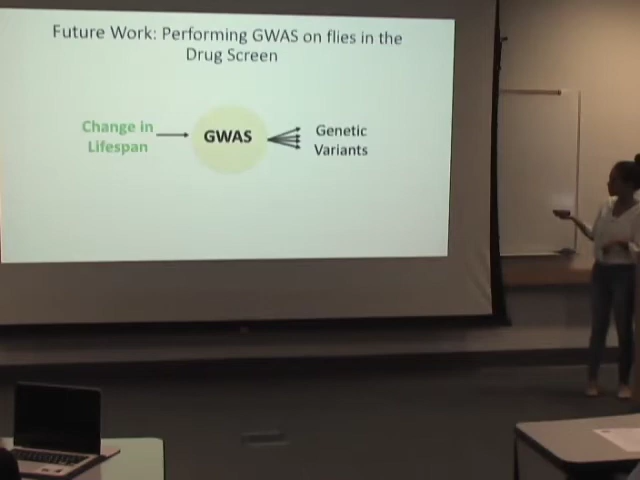 Future Work: Performing GWAS on flies in the
Drug Screen
Change in
Lifespan
GWAS
Genetic
Variants